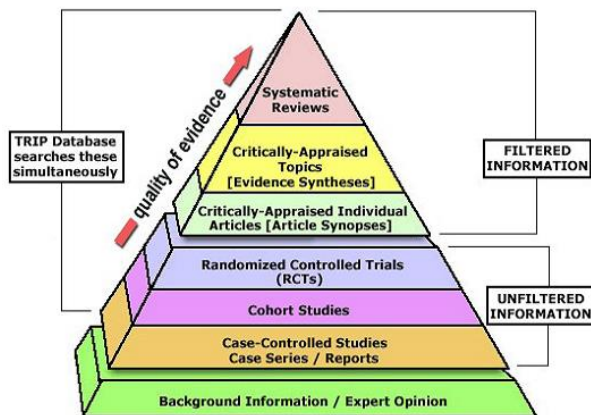 Systematic
Reviews
TRIP Database
searches these
simultaneously
quality of evidence
Critically-Appraised
Topics
[Evidence Syntheses]
FILTERED
INFORMATION
Critically-Appraised Individual
Articles [Article Synopses]
Randomized Controlled Trials
(RCTs)
Cohort Studies
UNFILTERED
INFORMATION
Case-Controlled Studies
Case Series / Reports
Background Information / Expert Opinion